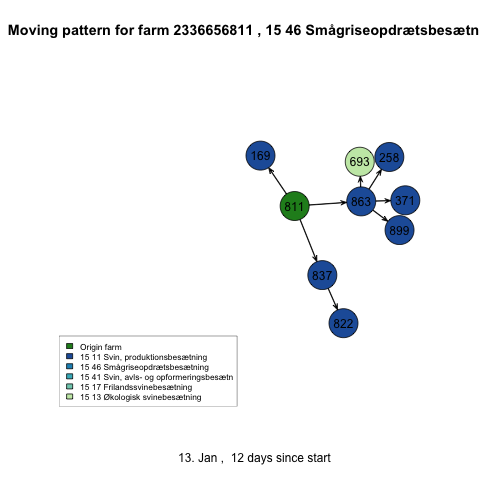 Moving pattern for farm 2336656811 , 15 46 Smågriseopdrætsbesætn
169
693
258
811
863
371
899
837
822
Origin farm
15 11 Svin, produktionsbesætning
15 46 Smågriseopdrætsbesætning
15 41 Svin, avls- og opformeringsbesætn
15 17 Frilandssvinebesætning
15 13 Økologisk svinebesætning
13. Jan , 12 days since start